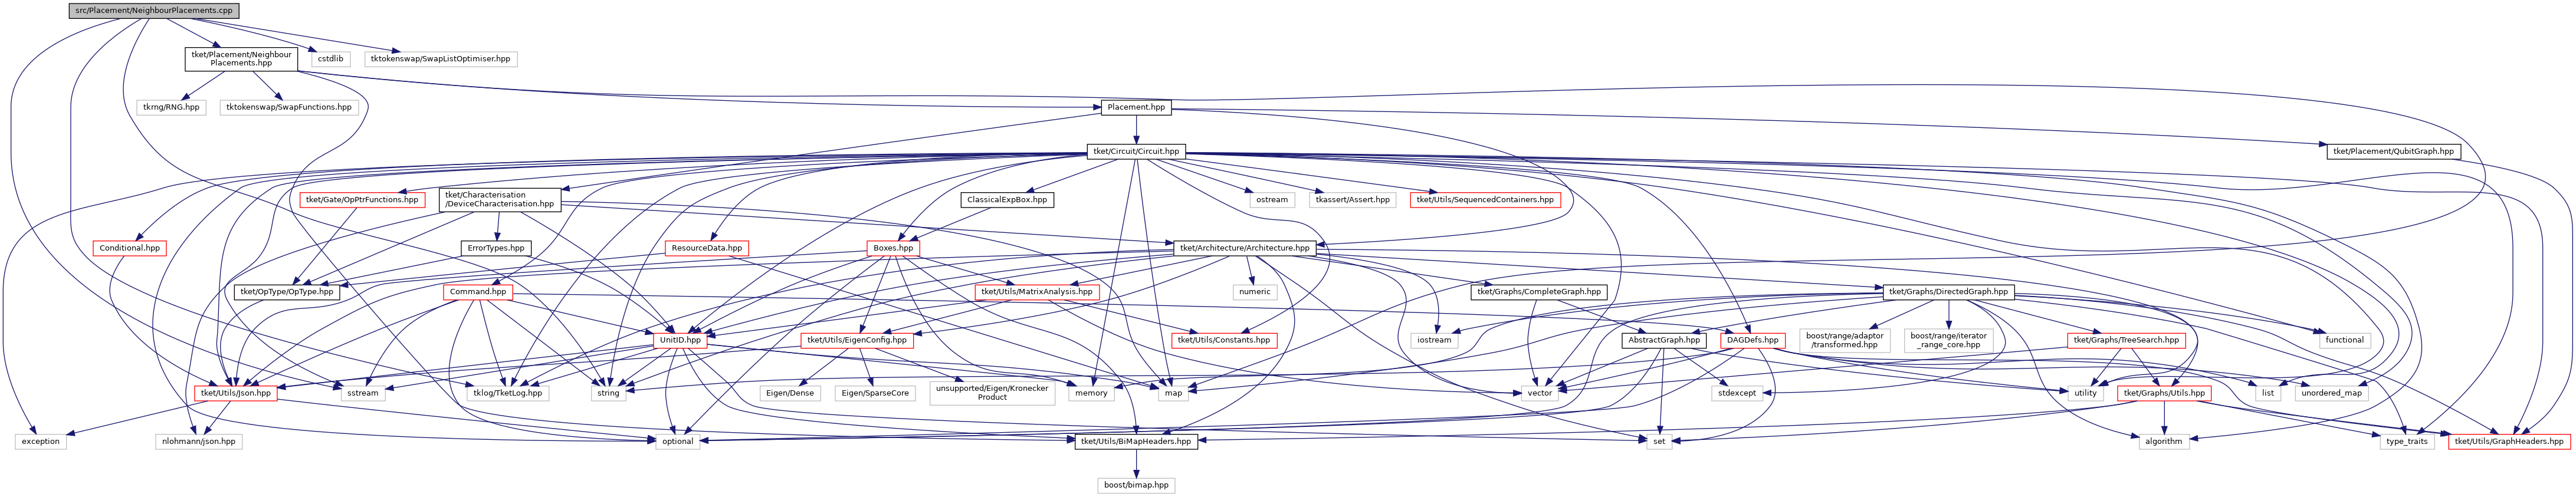 src/Placement/NeighbourPlacements.cpp
tket/Placement/Neighbour
Placements.hpp
cstdlib
tktokenswap/SwapListOptimiser.hpp
tkrng/RNG.hpp
tktokenswap/SwapFunctions.hpp
Placement.hpp
tket/Circuit/Circuit.hpp
tket/Placement/QubitGraph.hpp
tket/Gate/OpPtrFunctions.hpp
tket/Characterisation
/DeviceCharacterisation.hpp
ClassicalExpBox.hpp
ostream
tkassert/Assert.hpp
tket/Utils/SequencedContainers.hpp
Conditional.hpp
ErrorTypes.hpp
ResourceData.hpp
Boxes.hpp
tket/Architecture/Architecture.hpp
tket/OpType/OpType.hpp
Command.hpp
tket/Utils/MatrixAnalysis.hpp
numeric
tket/Graphs/CompleteGraph.hpp
tket/Graphs/DirectedGraph.hpp
UnitID.hpp
tket/Utils/EigenConfig.hpp
tket/Utils/Constants.hpp
iostream
AbstractGraph.hpp
DAGDefs.hpp
boost/range/adaptor
/transformed.hpp
boost/range/iterator
_range_core.hpp
tket/Graphs/TreeSearch.hpp
functional
tket/Utils/Json.hpp
sstream
tklog/TketLog.hpp
string
Eigen/Dense
Eigen/SparseCore
unsupported/Eigen/Kronecker
Product
memory
map
vector
stdexcept
utility
tket/Graphs/Utils.hpp
list
unordered_map
exception
nlohmann/json.hpp
optional
tket/Utils/BiMapHeaders.hpp
set
algorithm
type_traits
tket/Utils/GraphHeaders.hpp
boost/bimap.hpp